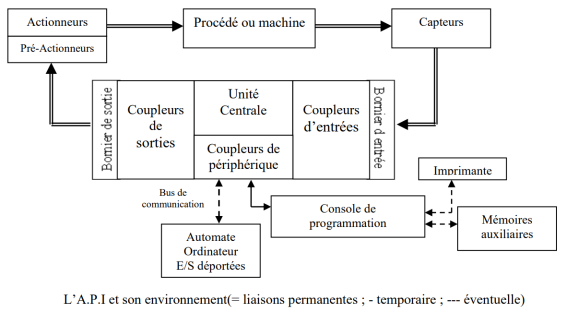 Actionneurs
Pré-Actionneurs
Procédé ou machine
Capteurs
Bornier de sortie
Coupleurs
de
sorties
Unité
Centrale
Coupleurs de
périphérique
Coupleurs
d'entrées
Bornier d'entrée
Bus de
communication
Automate
Ordinateur
E/S déportées
Console de
programmation
Imprimante
Mémoires
auxiliaires
L'A.P.I et son environnement(= liaisons permanentes ; - temporaire ; --- éventuelle)